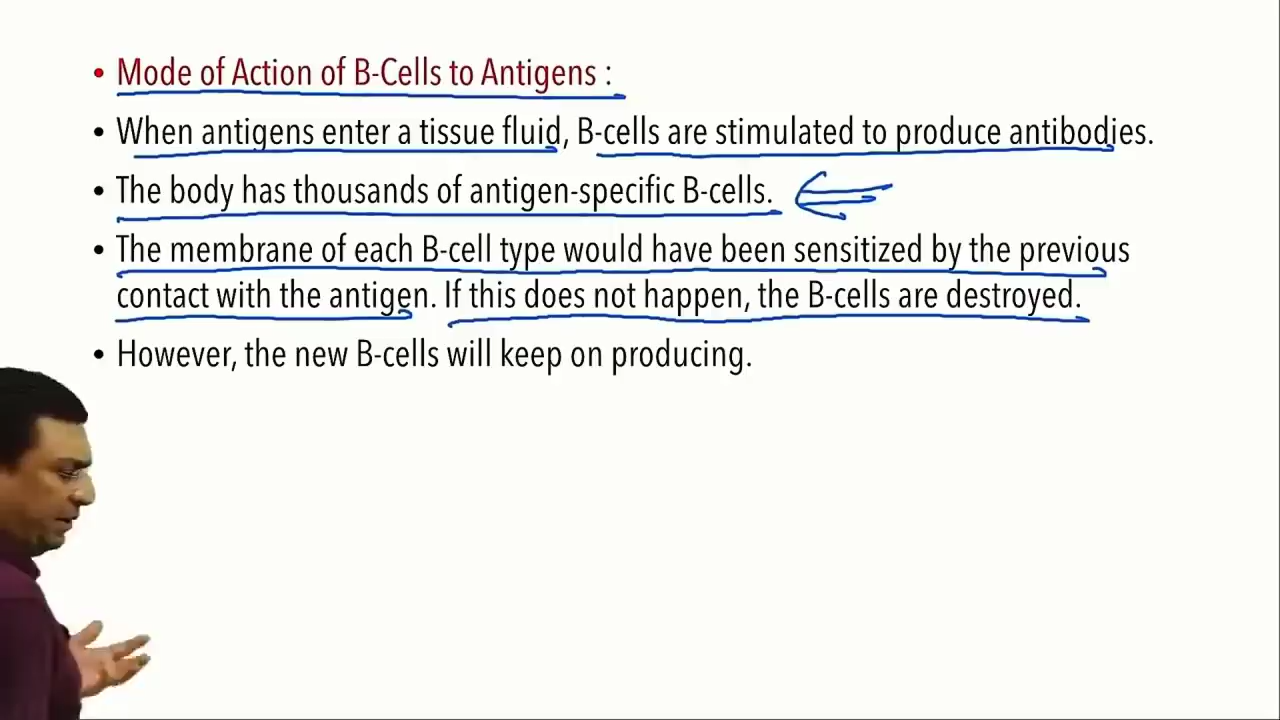 • Mode of Action of B-Cells to Antigens :
• When antigens enter a tissue fluid, B-cells are stimulated to produce antibodies.
• The body has thousands of antigen-specific B-cells.
• The membrane of each B-cell type would have been sensitized by the previous
contact with the antigen. If this does not happen, the B-cells are destroyed.
• However, the new B-cells will keep on producing.